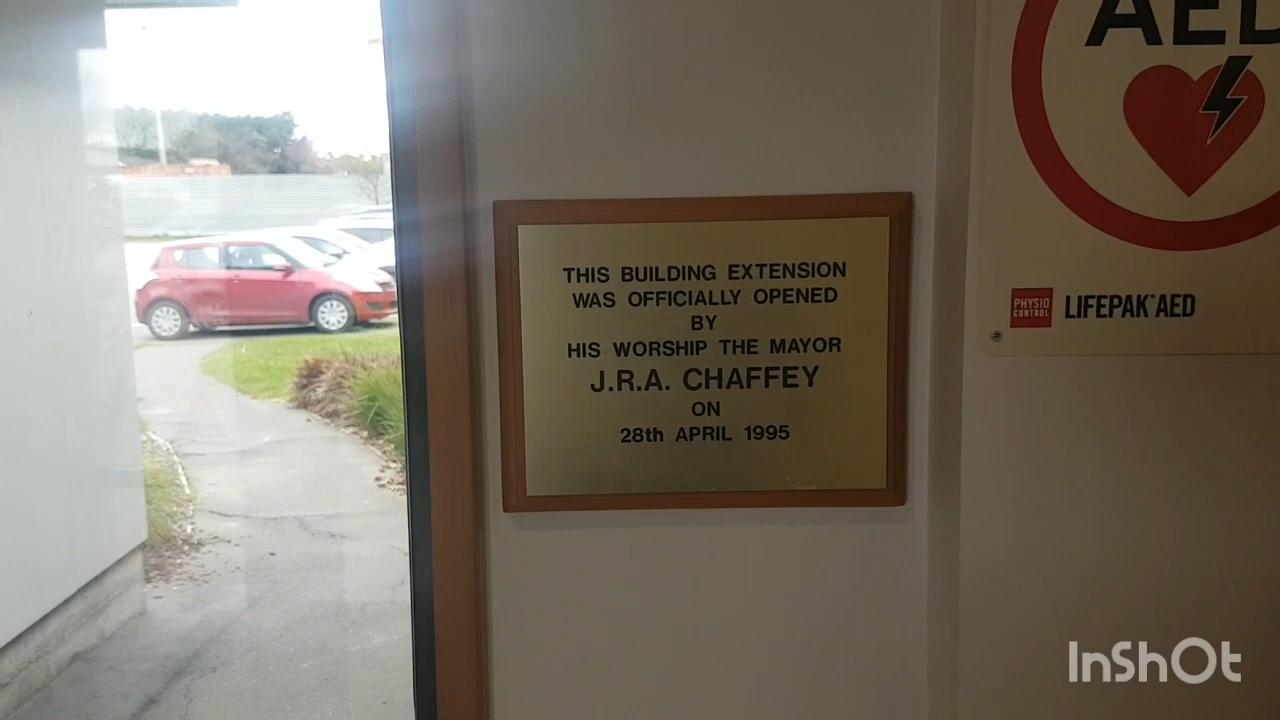 THIS BUILDING EXTENSION
WAS OFFICIALLY OPENED
BY
HIS WORSHIP THE MAYOR
J.R.A. CHAFFEY
ON
28th APRIL 1995
AED
PHYSIO
CONTROL
LIFEPAK® AED
InShOt